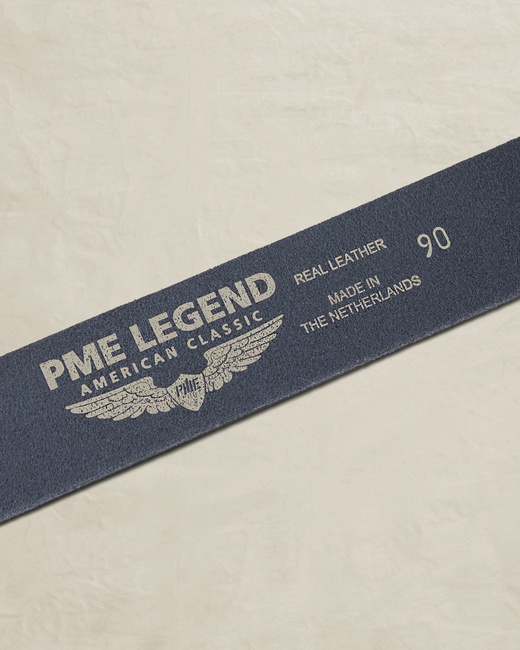 PME LEGEND
AMERICAN CLASSIC
PME
REAL LEATHER
MADE IN
THE NETHERLANDS
90